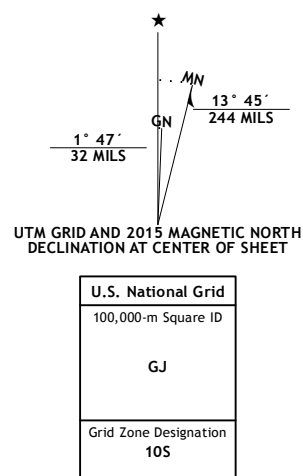 ★
MN
GN
13° 45´
244 MILS
1° 47´
32 MILS
UTM GRID AND 2015 MAGNETIC NORTH
DECLINATION AT CENTER OF SHEET
U.S. National Grid
100,000-m Square ID
GJ
Grid Zone Designation
10S